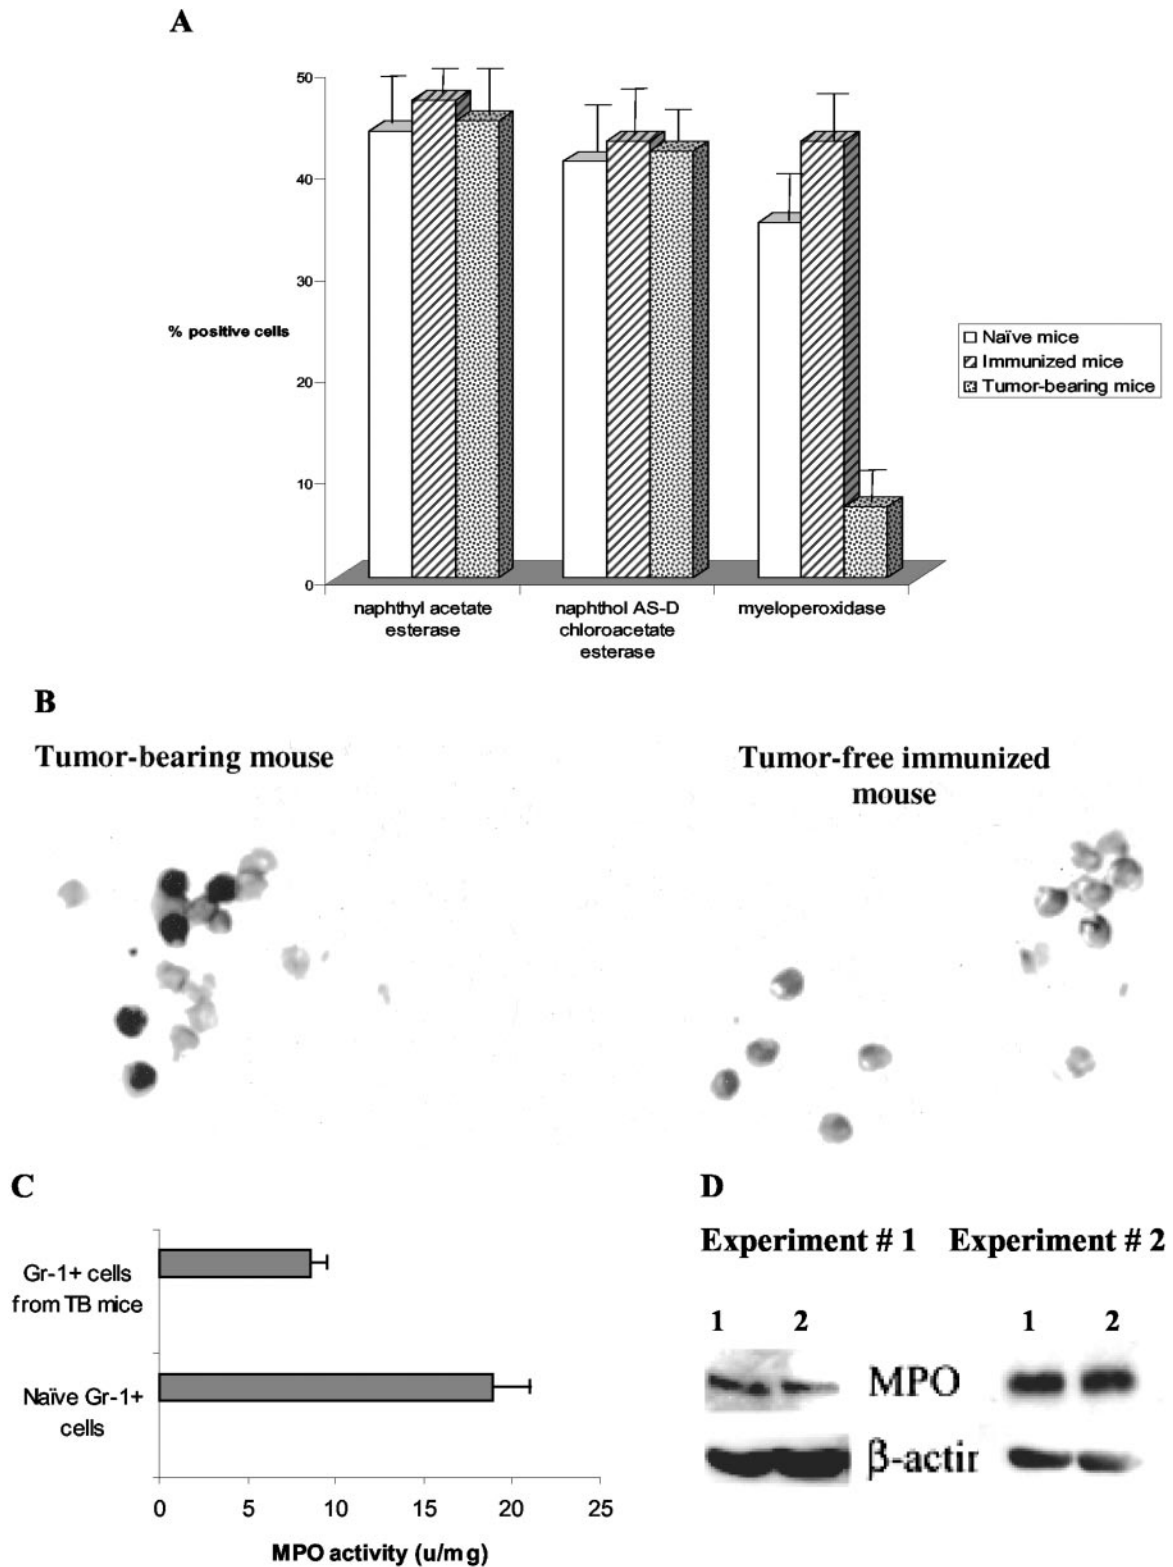 A
50
40
30
20
10
0
% positive cells
naphthyl acetate
esterase
naphthol AS-D
chloroacetate
esterase
myeloperoxidase
Naïve mice
Immunized mice
Tumor-bearing mice
B
Tumor-bearing mouse
Tumor-free immunized
mouse
C
Gr-1+ cells
from TB mice
Naïve Gr-1+
cells
0 5 10 15 20 25
MPO activity (u/mg)
D
Experiment # 1 Experiment # 2
1 2 1 2
MPO
β-actir